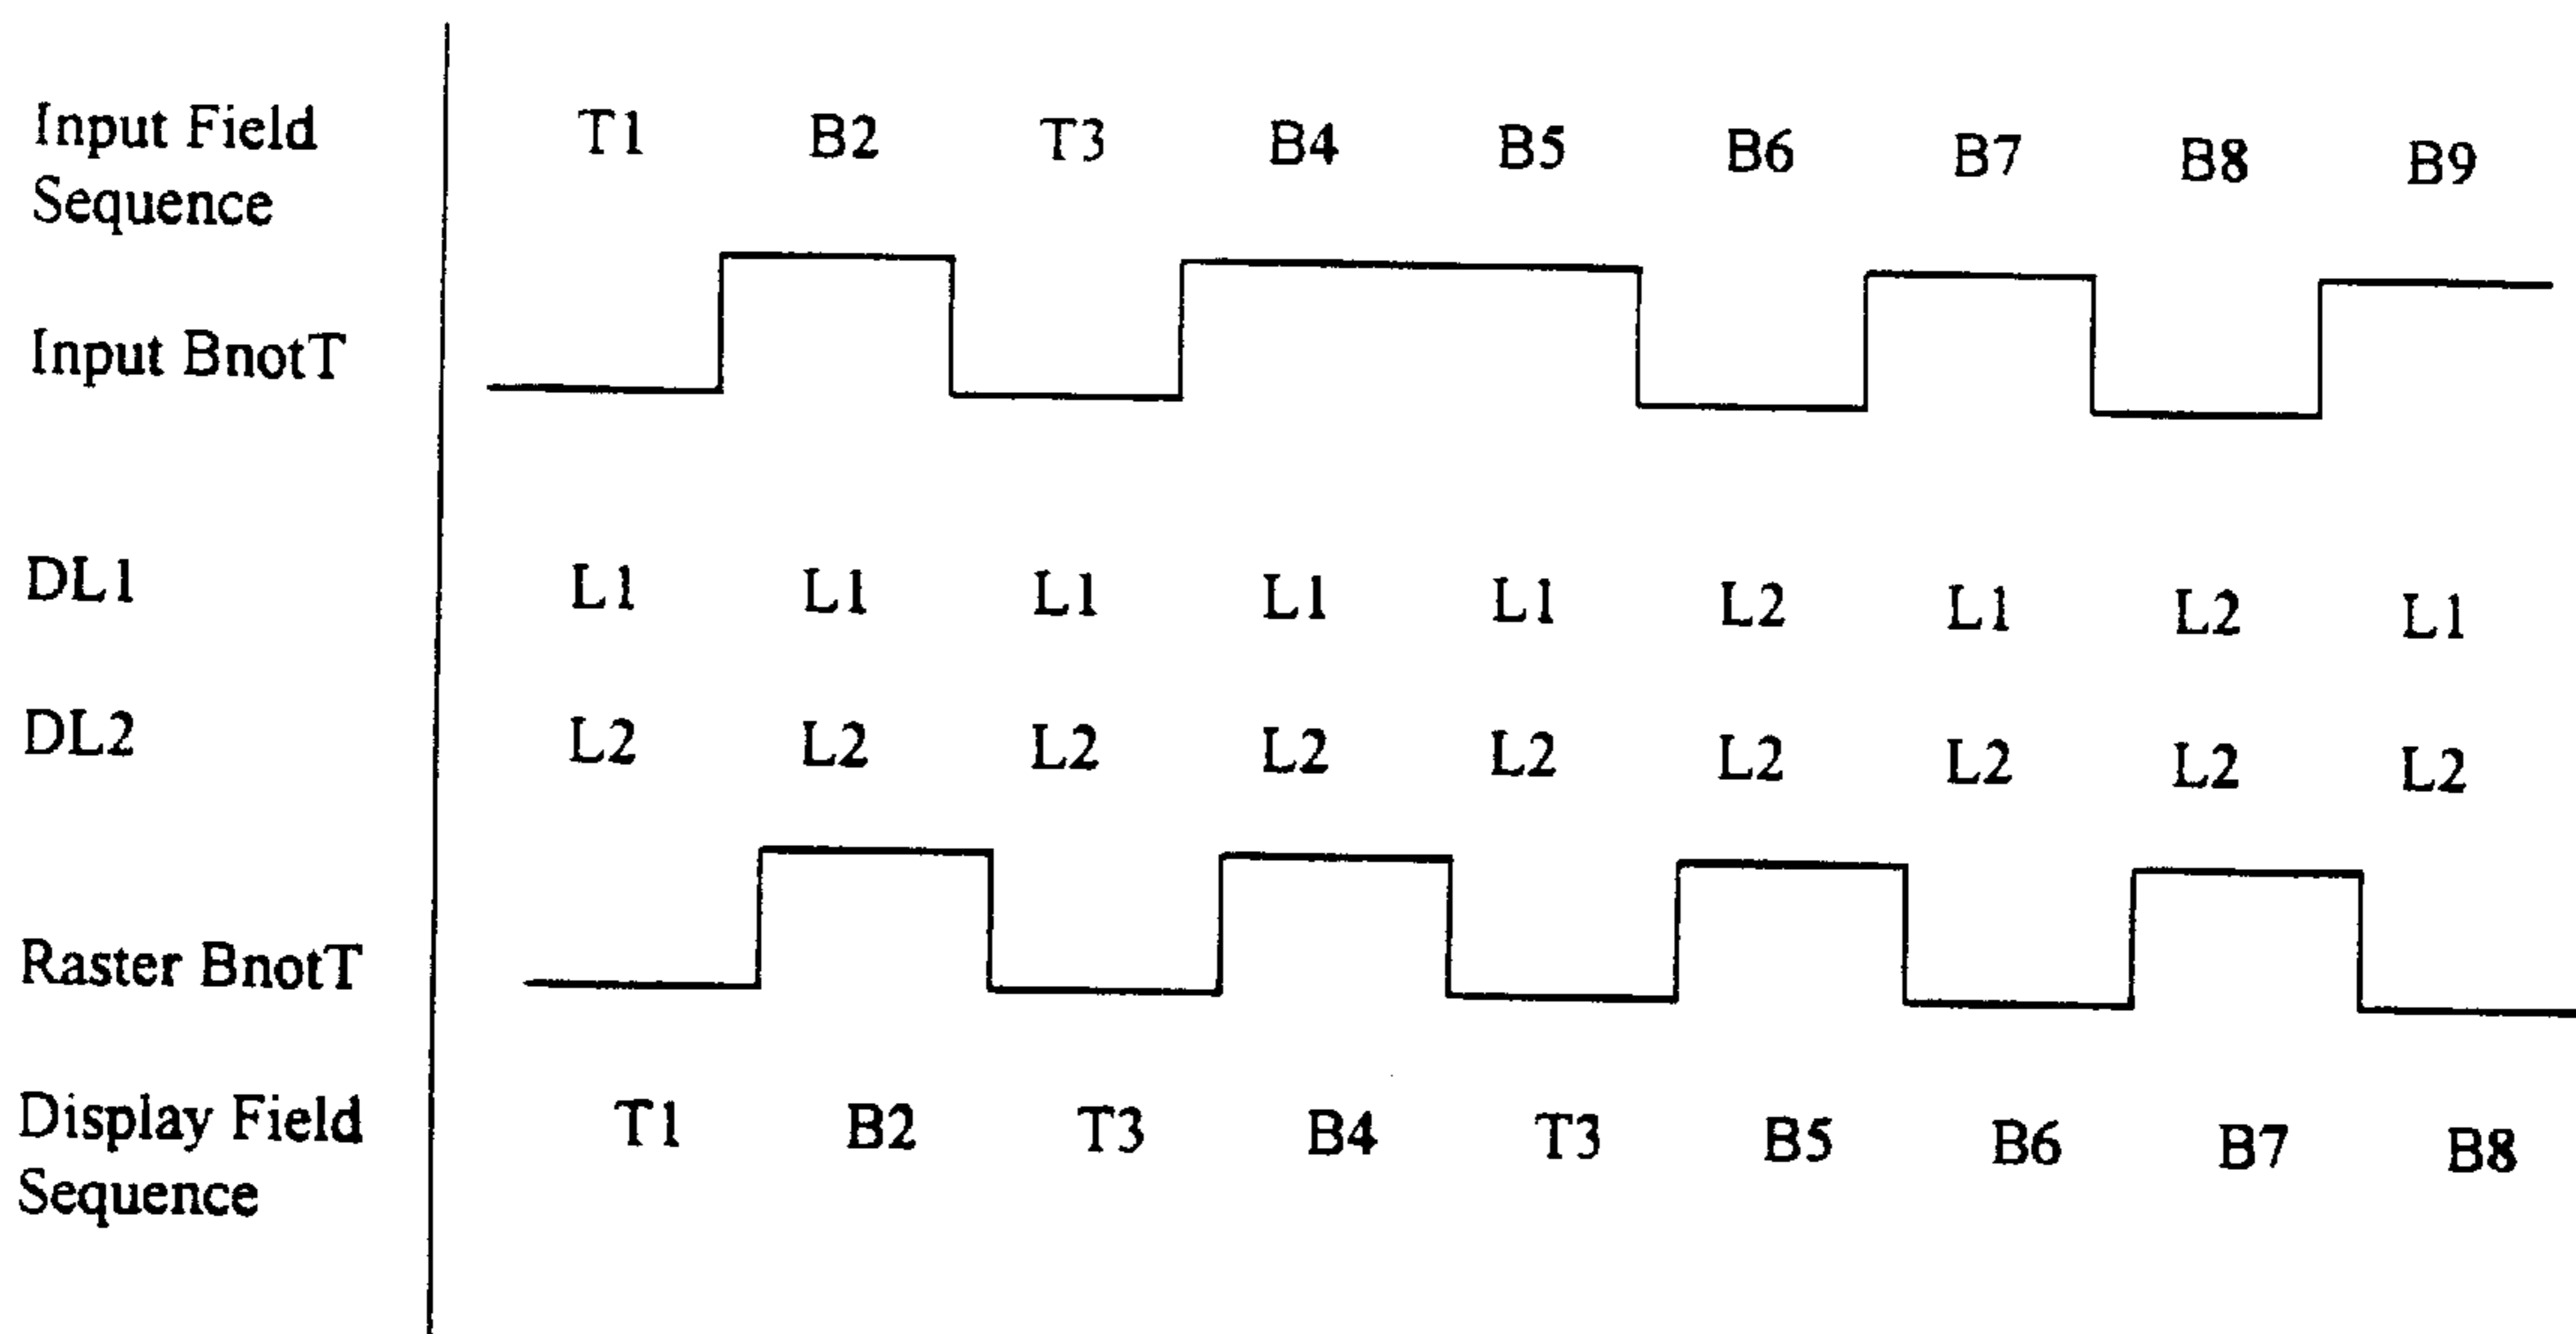 Input Field Sequence T1 B2 T3 B4 B5 B6 B7 B8 B9
Input BnotT
DL1 L1 L1 L1 L1 L1 L2 L1 L2 L1
DL2 L2 L2 L2 L2 L2 L2 L2 L2 L2
Raster BnotT
Display Field Sequence T1 B2 T3 B4 T3 B5 B6 B7 B8